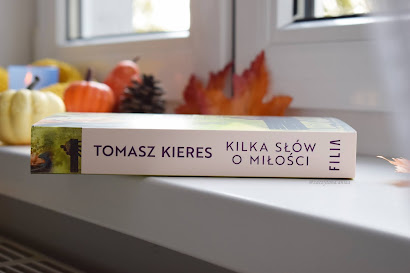 TOMASZ KIERES
KILKA SŁÓW
O MIŁOŚCI
FILIA